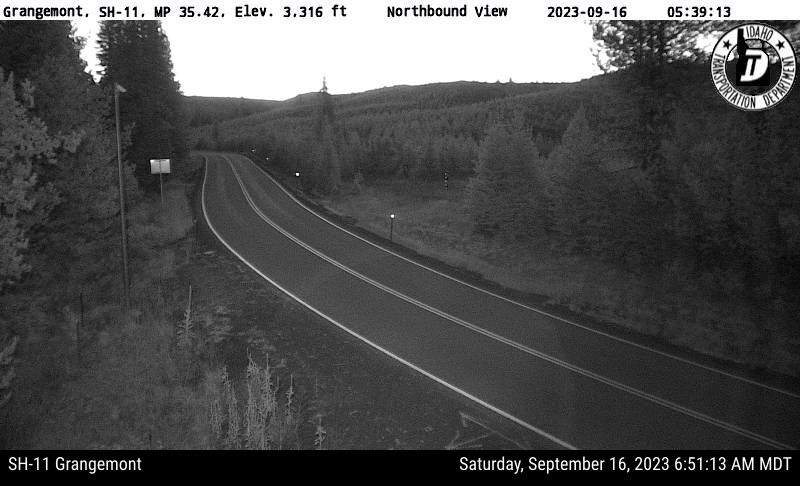 Grangemont, SH-11, MP 35.42, Elev. 3,316 ft Northbound View 2023-09-16 05:39:13
IDAHO
TRANSPORTATION DEPARTMENT
SH-11 Grangemont Saturday, September 16, 2023 6:51:13 AM MDT